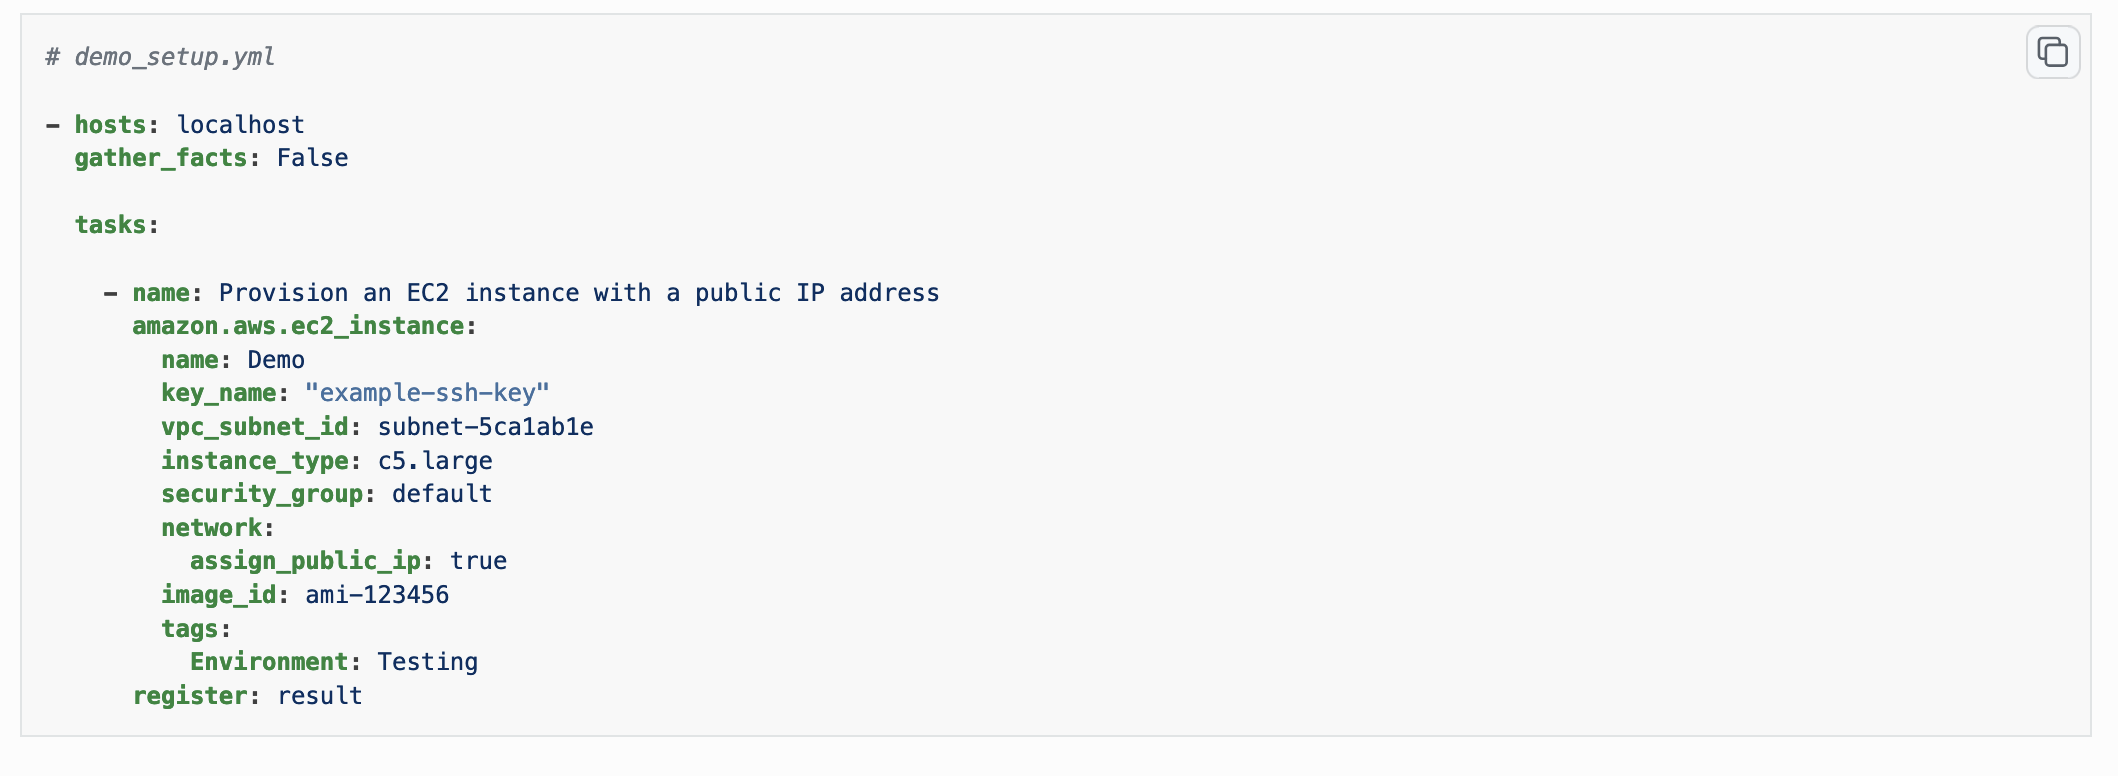 # demo_setup.yml
- hosts: localhost
gather_facts: False
tasks:
- name: Provision an EC2 instance with a public IP address
amazon.aws.ec2_instance:
name: Demo
key_name: "example-ssh-key"
vpc_subnet_id: subnet-5ca1ab1e
instance_type: c5.large
security_group: default
network:
assign_public_ip: true
image_id: ami-123456
tags:
Environment: Testing
register: result